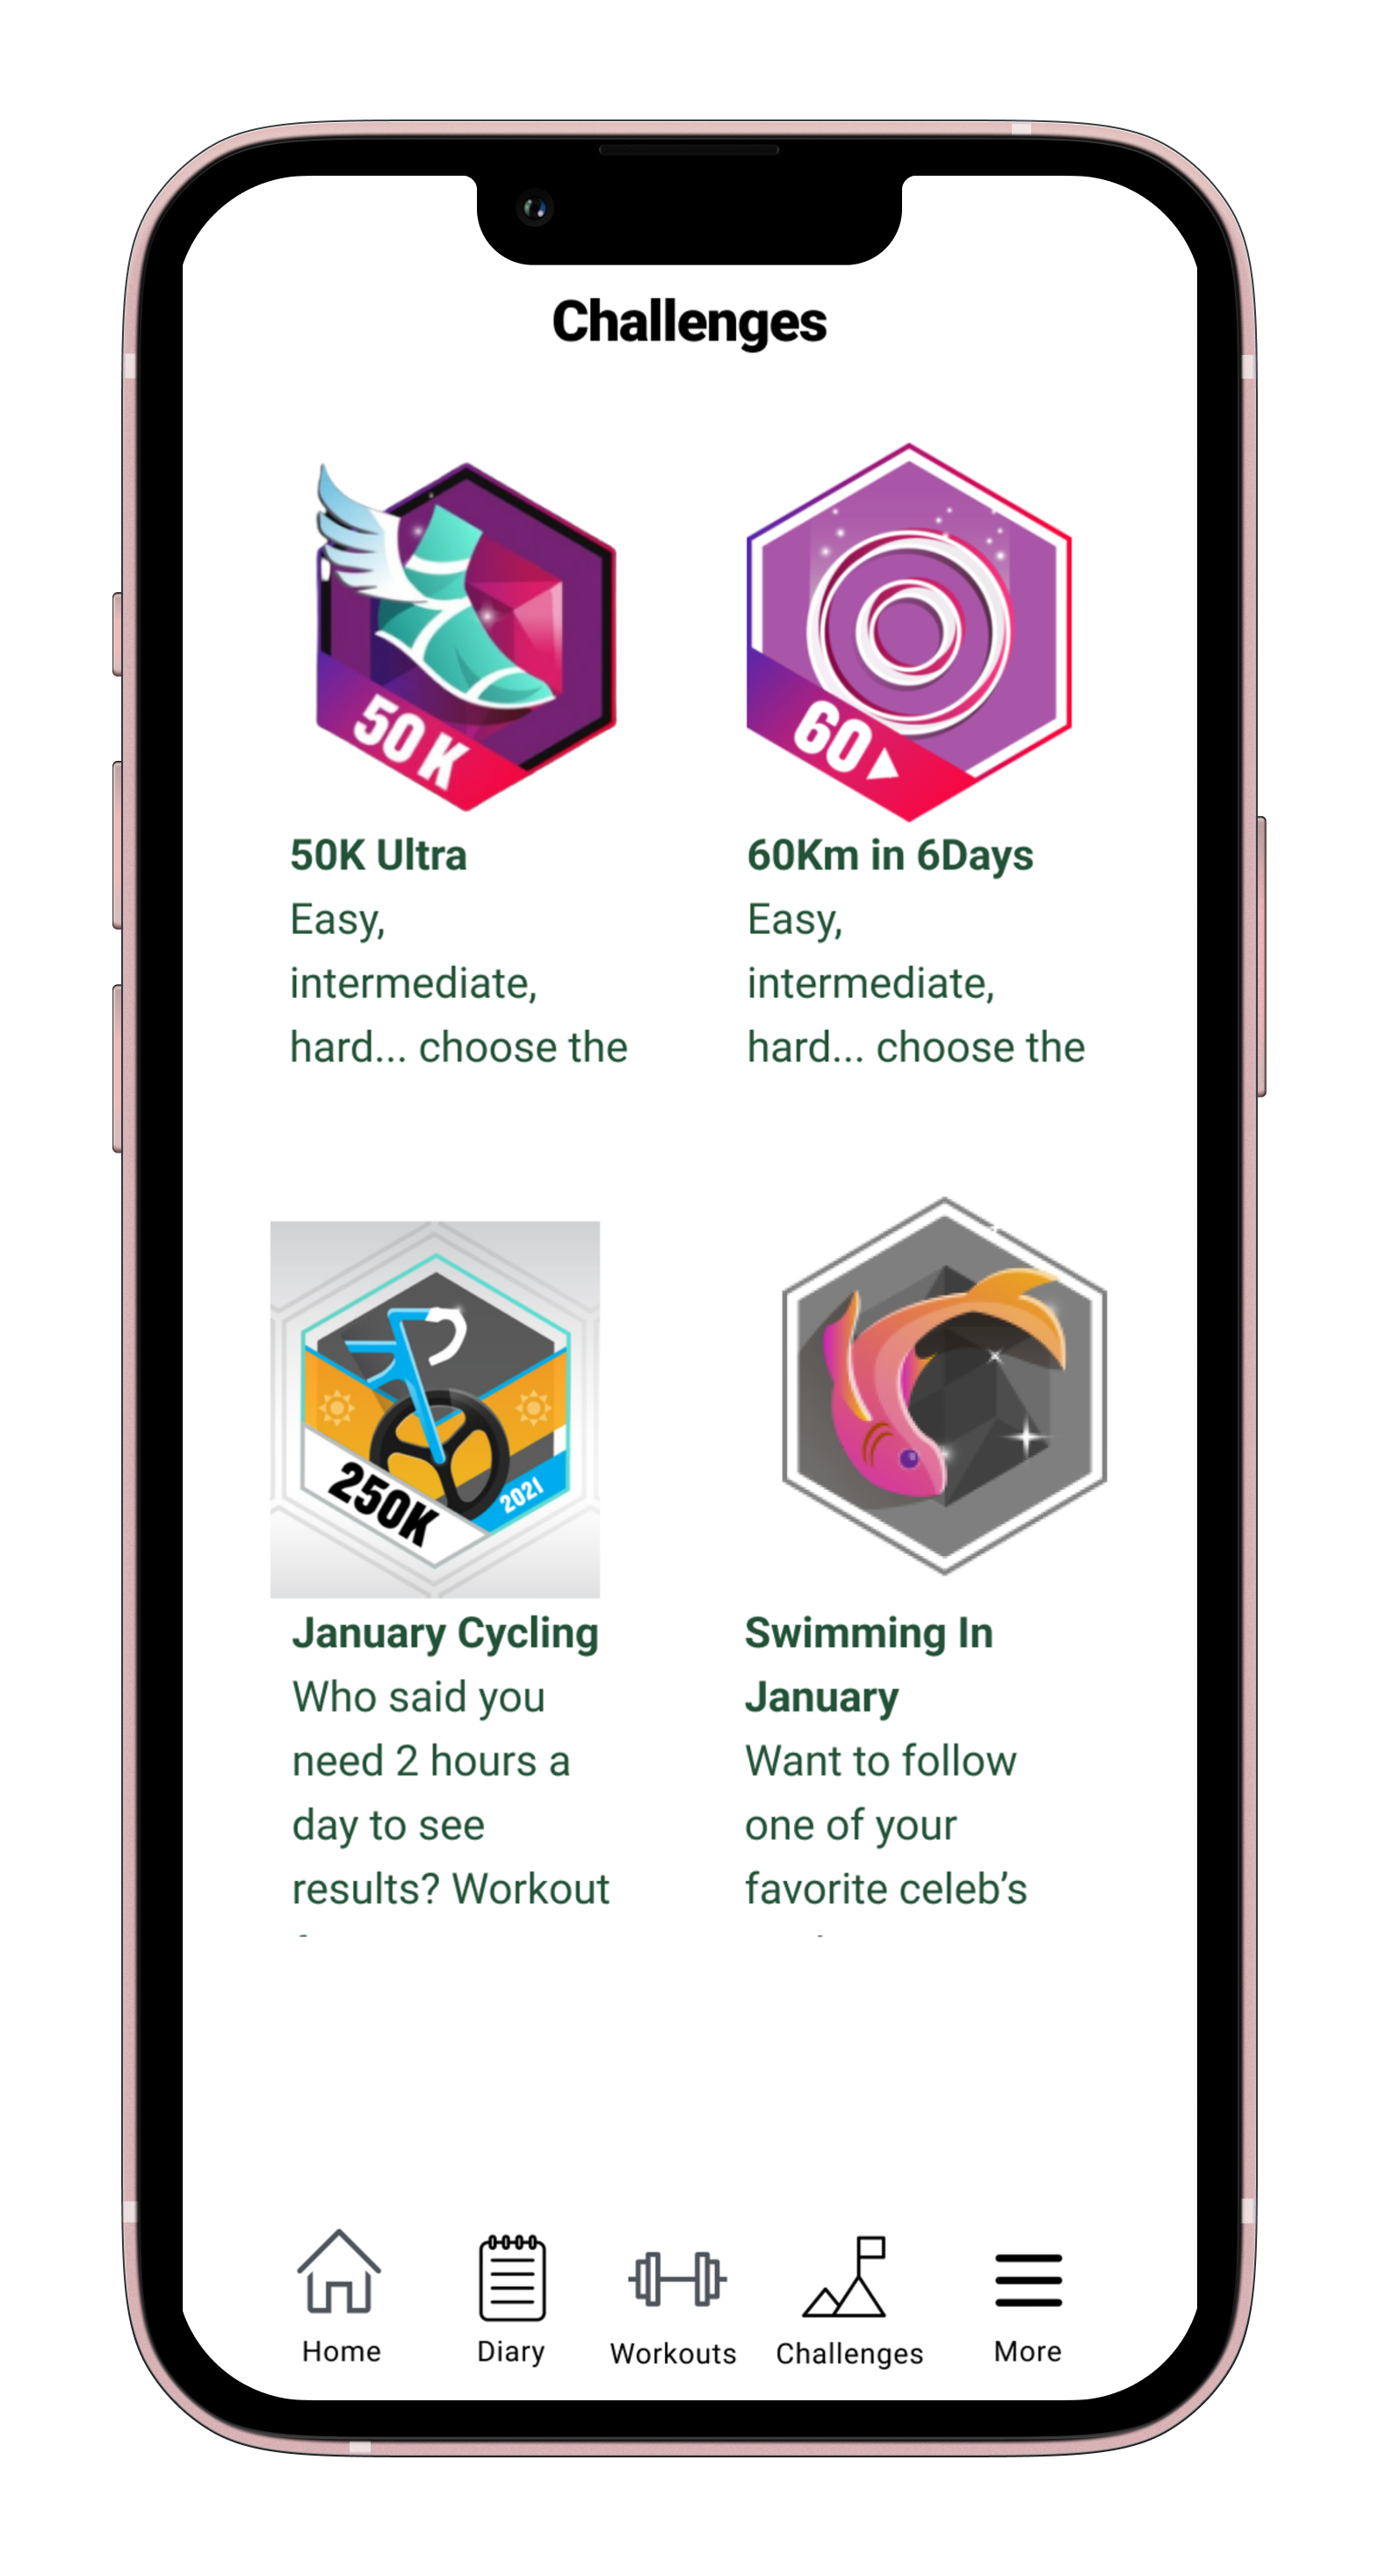 Challenges
50 K
60
50K Ultra
Easy,
intermediate,
hard... choose the
60Km in 6Days
Easy,
intermediate,
hard... choose the
250K
2021
January Cycling
Who said you
need 2 hours a
day to see
results? Workout
Swimming In
January
Want to follow
one of your
favorite celeb’s
Home
Diary
Workouts
Challenges
More